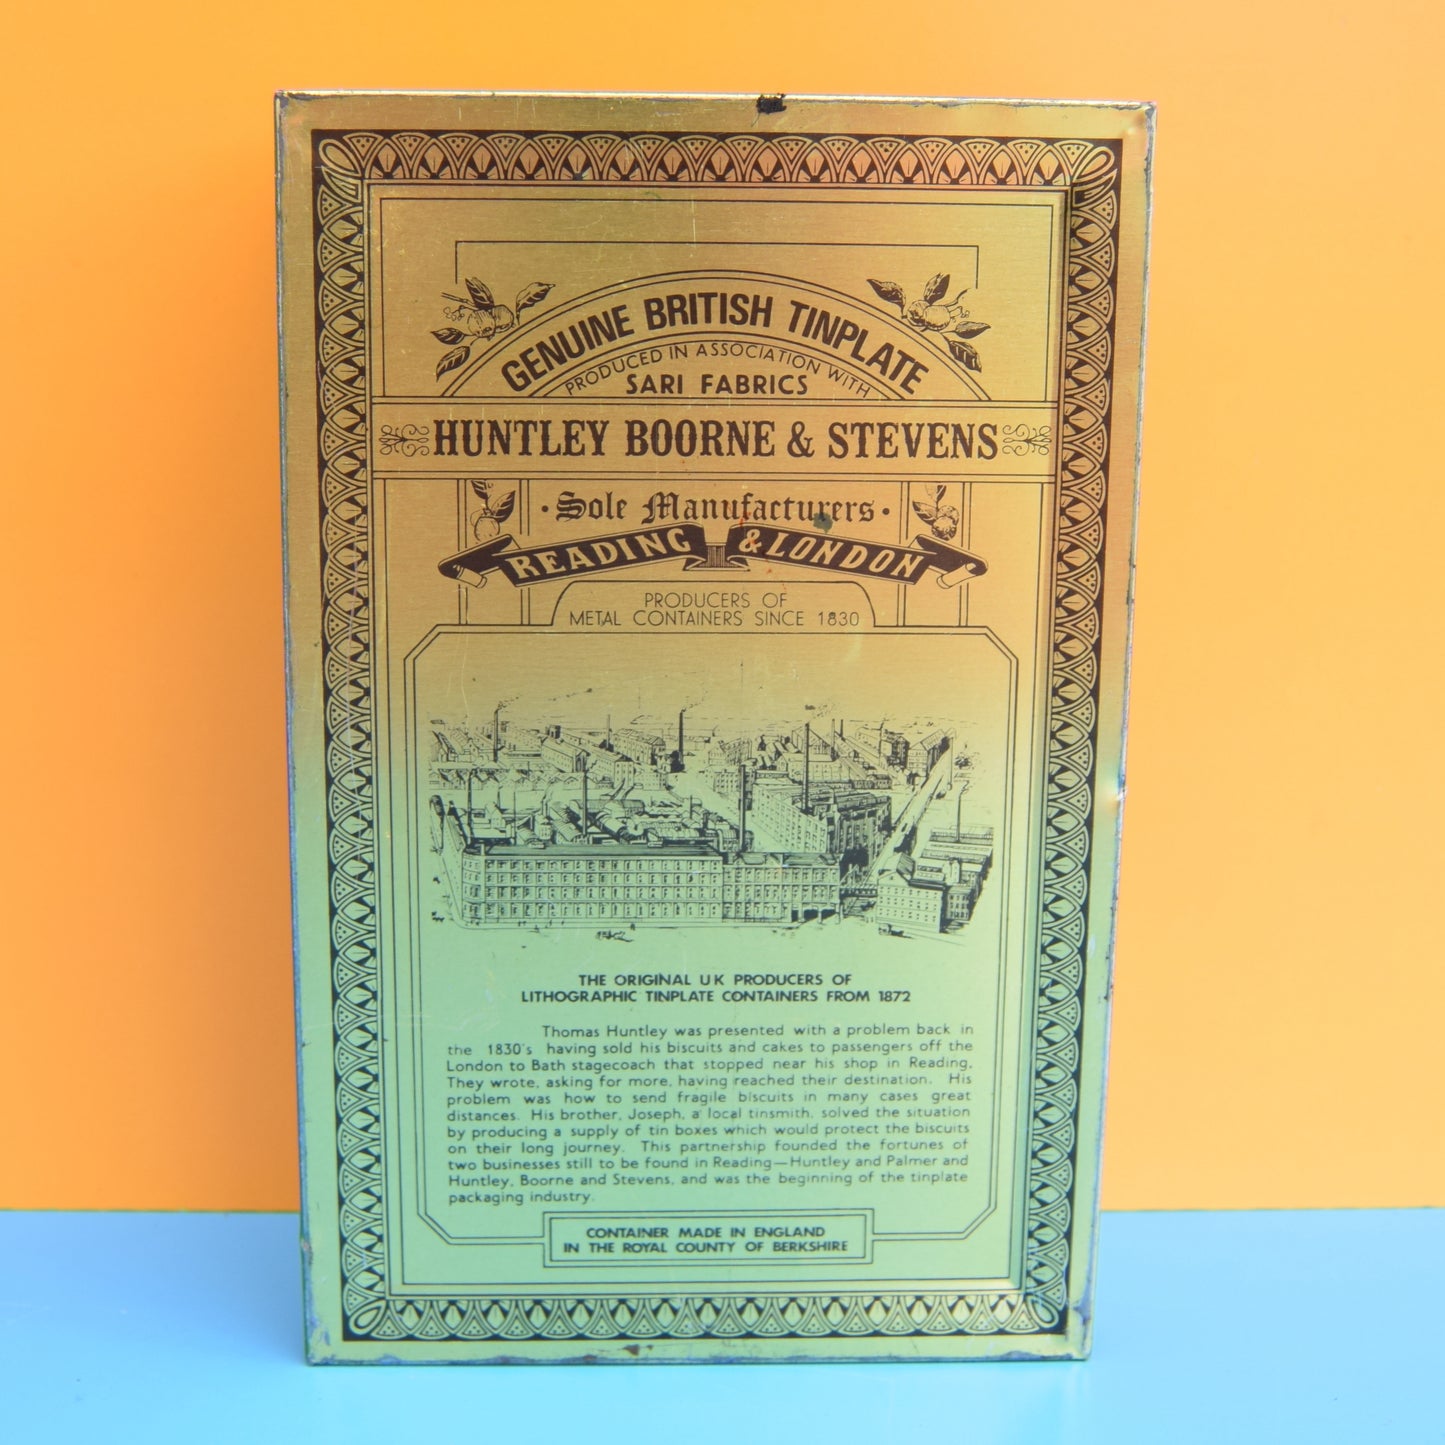 GENUINE BRITISH TINPLATE
PRODUCED IN ASSOCIATION WITH
SARI FABRICS
HUNTLEY BOORNE & STEVENS
· Sole Manufacturers ·
READING & LONDON
PRODUCERS OF
METAL CONTAINERS SINCE 1830
THE ORIGINAL UK PRODUCERS OF
LITHOGRAPHIC TINPLATE CONTAINERS FROM 1872
Thomas Huntley was presented with a problem back in
the 1830's having sold his biscuits and cakes to passengers off the
London to Bath stagecoach that stopped near his shop in Reading.
They wrote, asking for more, having reached their destination. His
problem was how to send fragile biscuits in many cases great
distances. His brother, Joseph, a local tinsmith, solved the situation
by producing a supply of tin boxes which would protect the biscuits
on their long journey. This partnership founded the fortunes of
two businesses still to be found in Reading—Huntley and Palmer and
Huntley, Boorne and Stevens, and was the beginning of the tinplate
packaging industry.
CONTAINER MADE IN ENGLAND
IN THE ROYAL COUNTY OF BERKSHIRE